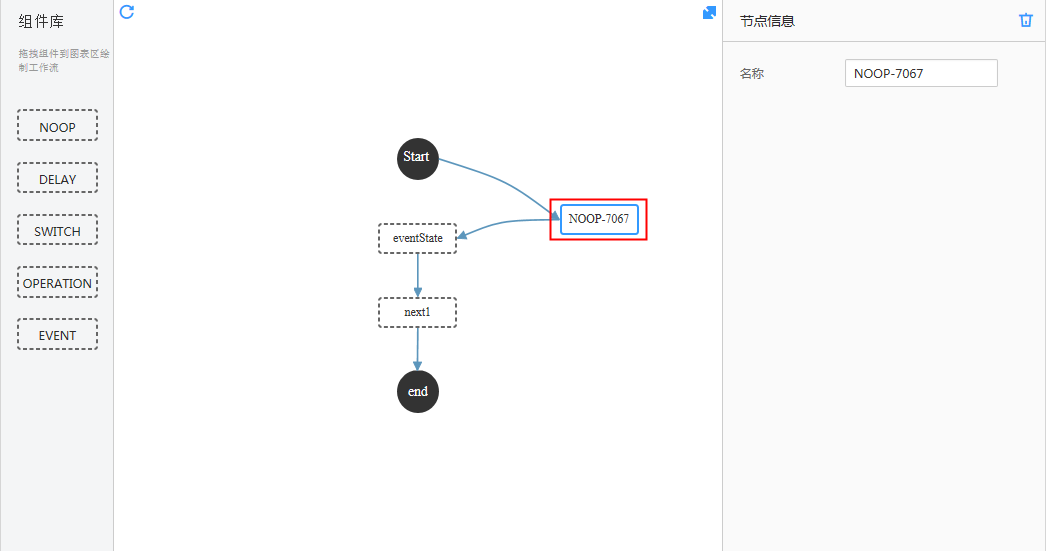 组件库
拖拽组件到图表区绘
制工作流
NOOP
DELAY
SWITCH
OPERATION
EVENT
Start
NOOP-7067
eventState
next1
end
节点信息
名称
NOOP-7067